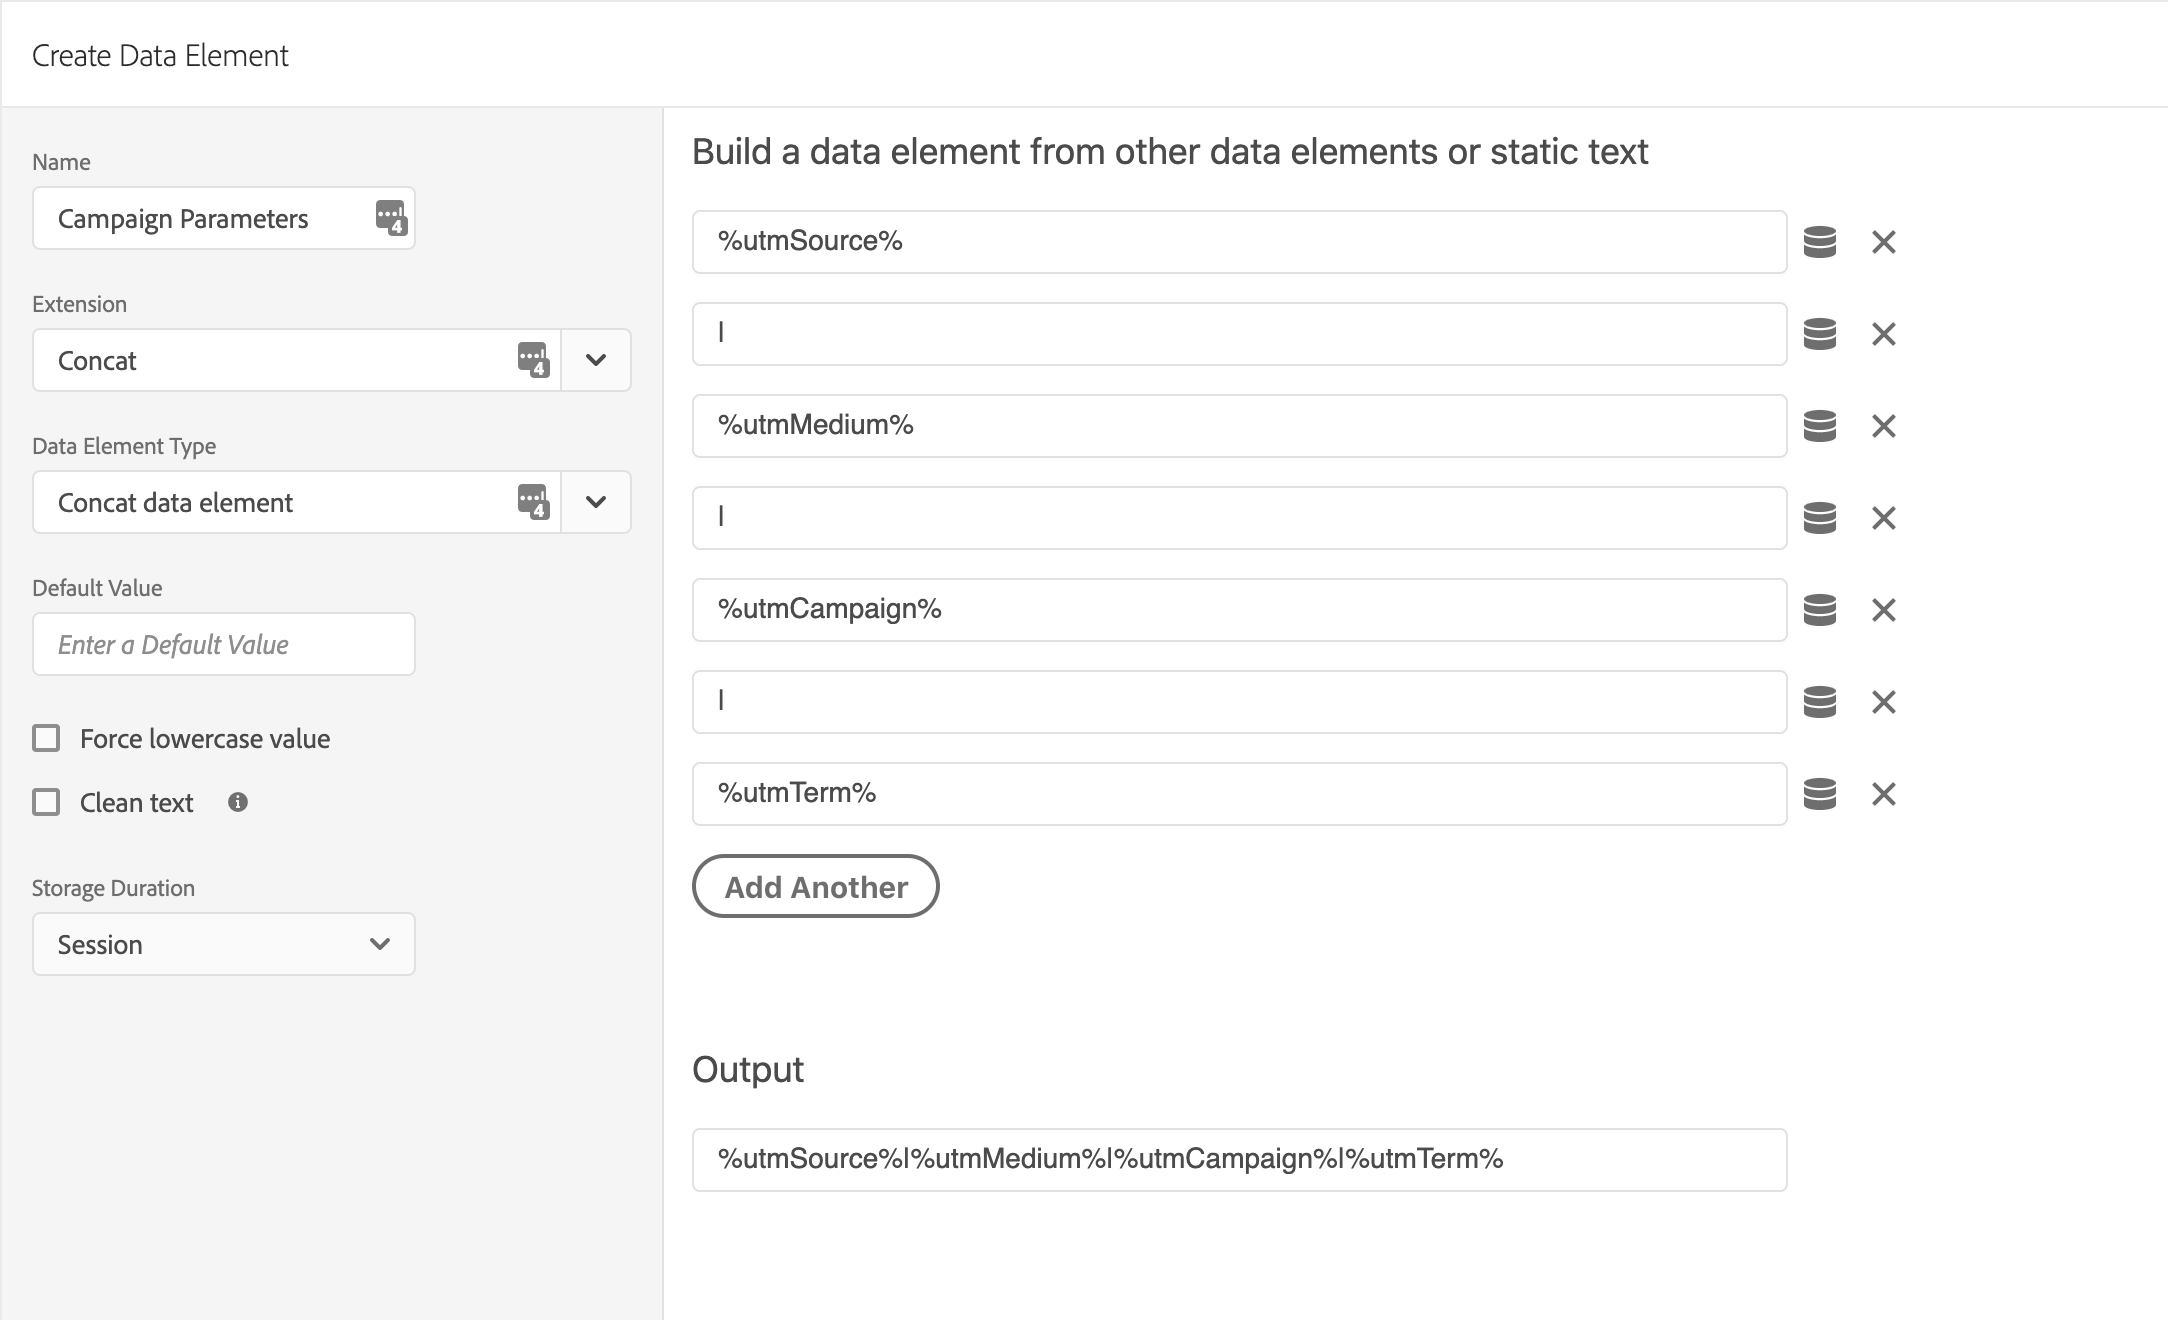 Create Data Element
Name
Campaign Parameters
Extension
Concat
Data Element Type
Concat data element
Default Value
Enter a Default Value
Force lowercase value
Clean text
Storage Duration
Session
Build a data element from other data elements or static text
%utmSource%
|
%utmMedium%
|
%utmCampaign%
|
%utmTerm%
Add Another
Output
%utmSource%|%utmMedium%|%utmCampaign%|%utmTerm%